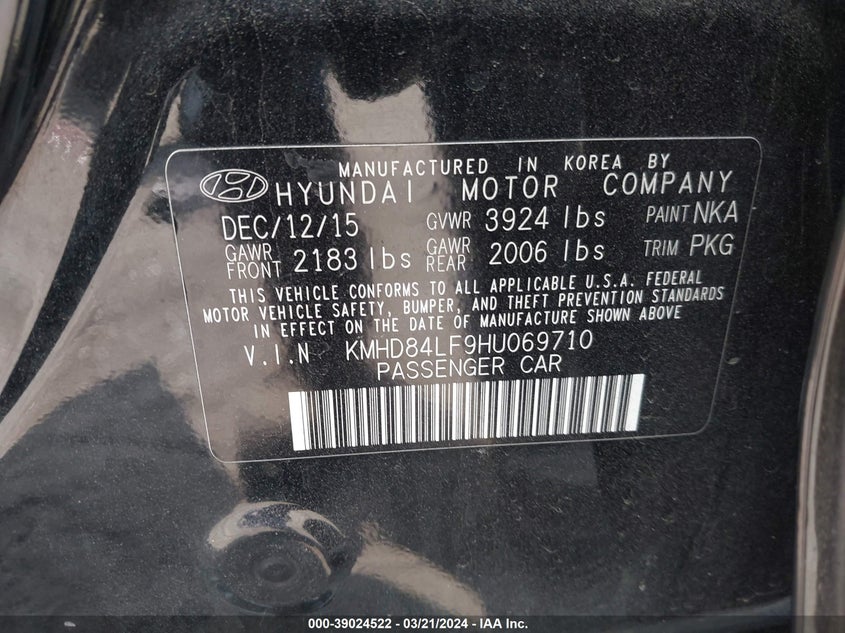 MANUFACTURED IN KOREA BY
HYUNDAI MOTOR COMPANY
DEC/12/15 GVWR 3924 lbs PAINT NKA
GAWR FRONT 2183 lbs GAWR REAR 2006 lbs TRIM PKG
THIS VEHICLE CONFORMS TO ALL APPLICABLE U.S.A. FEDERAL
MOTOR VEHICLE SAFETY, BUMPER, AND THEFT PREVENTION STANDARDS
IN EFFECT ON THE DATE OF MANUFACTURE SHOWN ABOVE
V.I.N KMHD84LF9HU069710
PASSENGER CAR
000-39024522 - 03/21/2024 - IAA Inc.